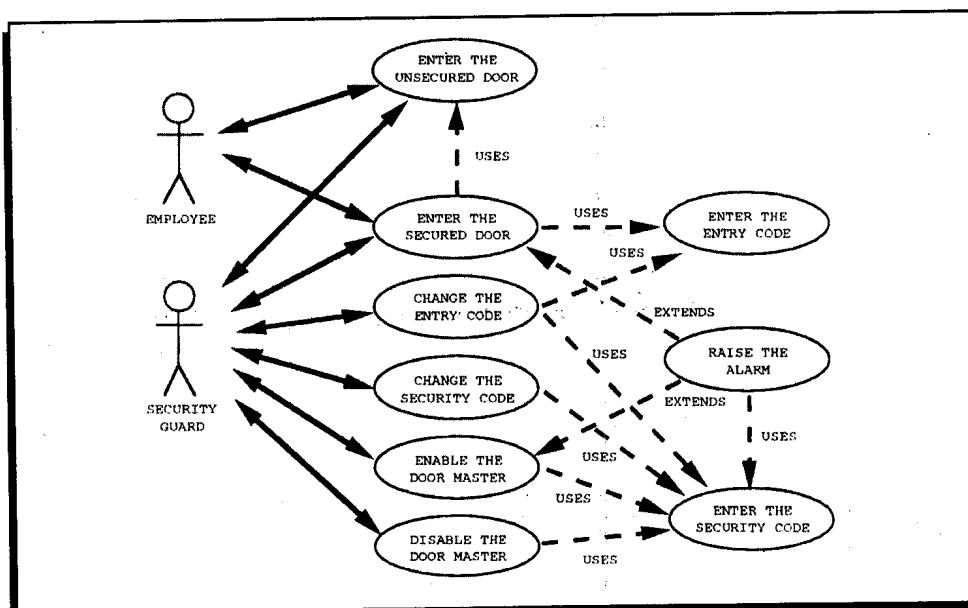 ENTER THE
UNSECURED DOOR
USES
EMPLOYEE
ENTER THE
SECURED DOOR
USES
ENTER THE
ENTRY CODE
USES
CHANGE THE
ENTRY CODE
EXTENDS
USES
RAISE THE
ALARM
CHANGE THE
SECURITY CODE
EXTENDS
SECURITY
GUARD
USES
USES
ENABLE THE
DOOR MASTER
USES
ENTER THE
SECURITY CODE
DISABLE THE
DOOR MASTER
USES